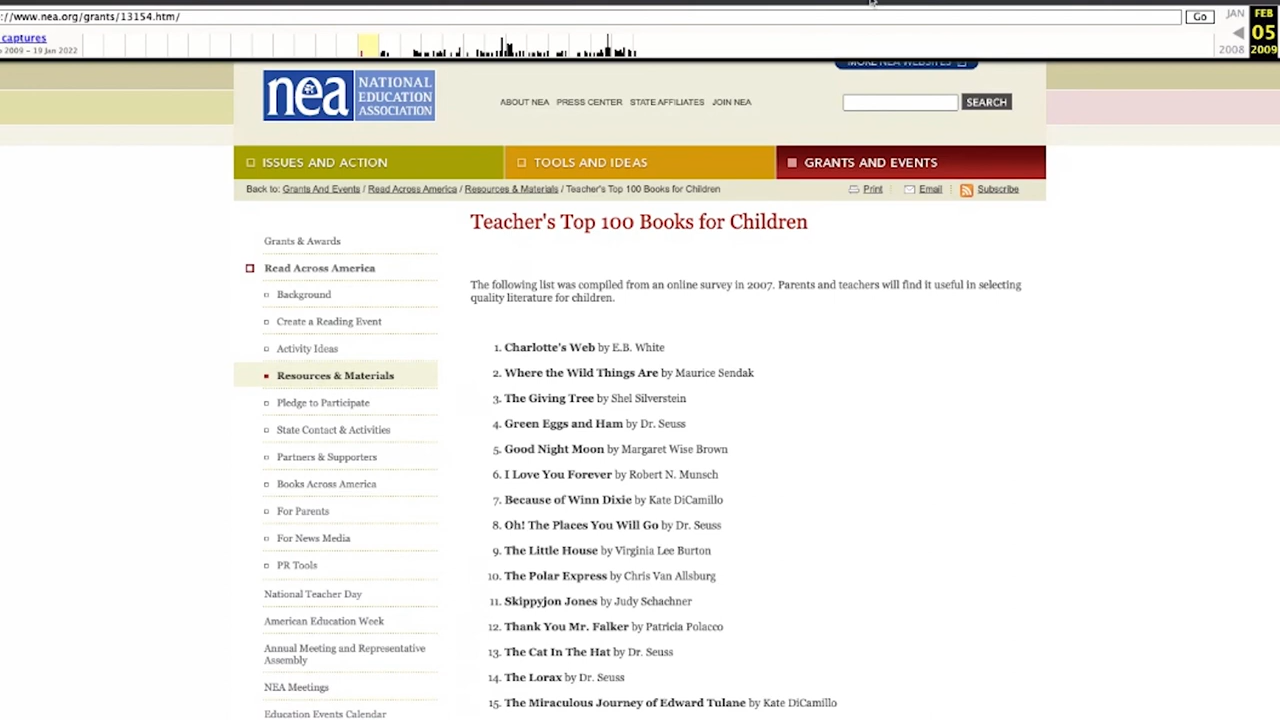 ://www.nea.org/grants/13154.htm/
Go
JAN
FEB
captures
05
2009 – 19 Jan 2022
2008
2009
MORE NEA WEBSITES
nea NATIONAL
EDUCATION
ASSOCIATION
ABOUT NEA PRESS CENTER STATE AFFILIATES JOIN NEA
SEARCH
ISSUES AND ACTION
TOOLS AND IDEAS
GRANTS AND EVENTS
Back to: Grants And Events / Read Across America / Resources & Materials / Teacher's Top 100 Books for Children
Print
Email
Subscribe
Grants & Awards
Read Across America
Background
Create a Reading Event
Activity Ideas
Resources & Materials
Pledge to Participate
State Contact & Activities
Partners & Supporters
Books Across America
For Parents
For News Media
PR Tools
National Teacher Day
American Education Week
Annual Meeting and Representative
Assembly
NEA Meetings
Education Events Calendar
Teacher's Top 100 Books for Children
The following list was compiled from an online survey in 2007. Parents and teachers will find it useful in selecting
quality literature for children.
1. Charlotte's Web by E.B. White
2. Where the Wild Things Are by Maurice Sendak
3. The Giving Tree by Shel Silverstein
4. Green Eggs and Ham by Dr. Seuss
5. Good Night Moon by Margaret Wise Brown
6. I Love You Forever by Robert N. Munsch
7. Because of Winn Dixie by Kate DiCamillo
8. Oh! The Places You Will Go by Dr. Seuss
9. The Little House by Virginia Lee Burton
10. The Polar Express by Chris Van Allsburg
11. Skippyjon Jones by Judy Schachner
12. Thank You Mr. Falker by Patricia Polacco
13. The Cat In The Hat by Dr. Seuss
14. The Lorax by Dr. Seuss
15. The Miraculous Journey of Edward Tulane by Kate DiCamillo